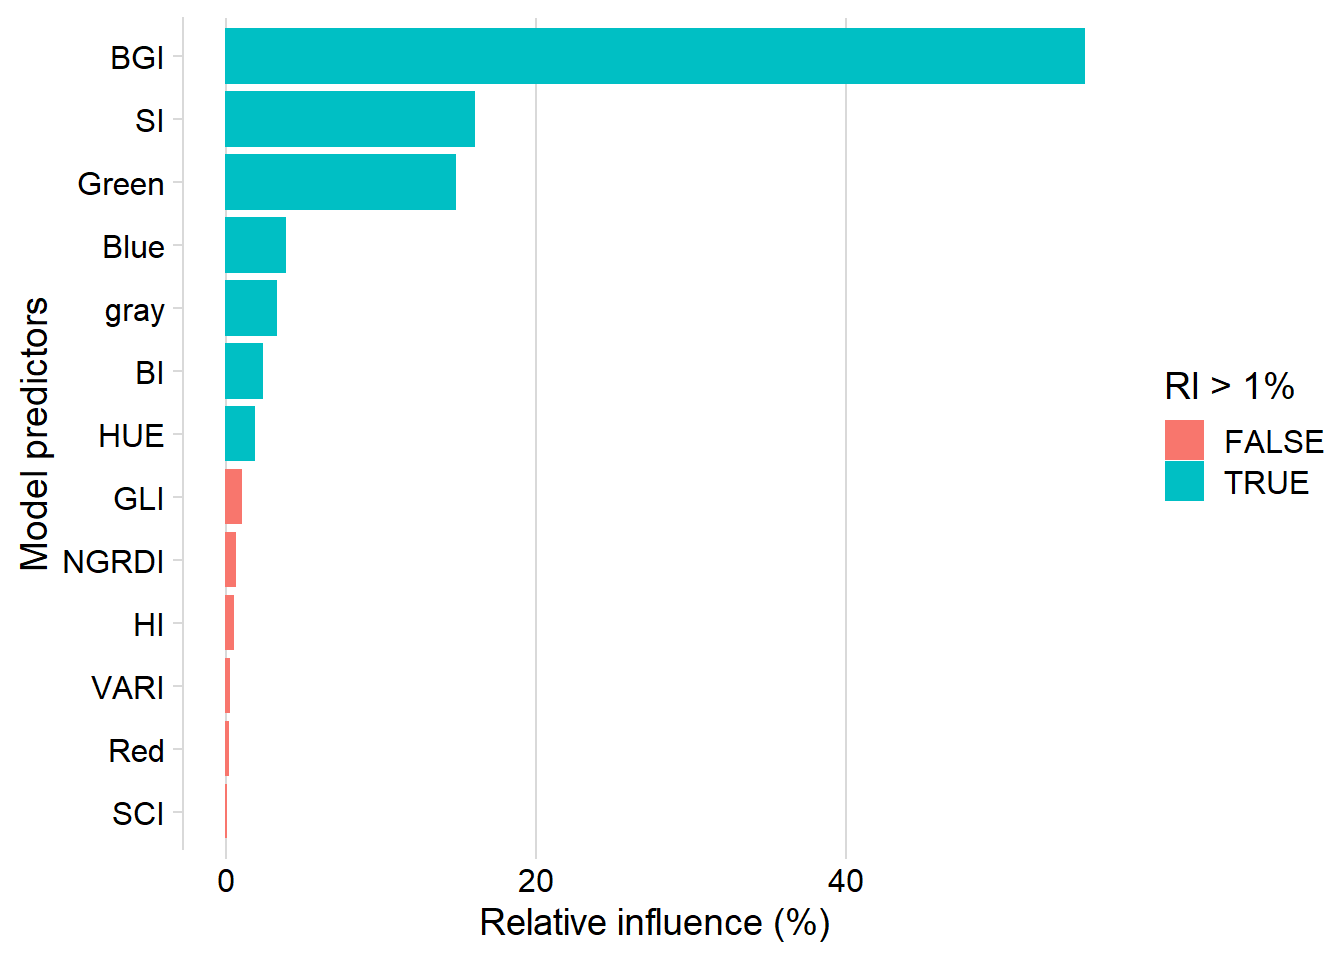 BGI
SI
Green
Blue
gray
BI
HUE
GLI
NGRDI
HI
VARI
Red
SCI
Model predictors
0 20 40
Relative influence (%)
RI > 1%
FALSE
TRUE